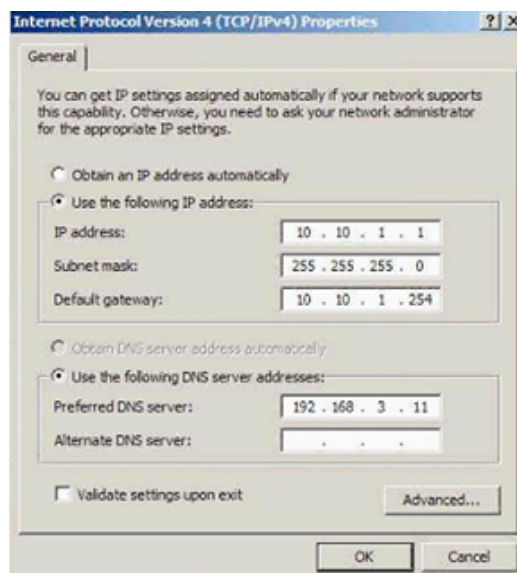 Internet Protocol Version 4 (TCP/IPv4) Properties ? X
General
You can get IP settings assigned automatically if your network supports
this capability. Otherwise, you need to ask your network administrator
for the appropriate IP settings.
Obtain an IP address automatically
Use the following IP address:
IP address: 10 . 10 . 1 . 1
Subnet mask: 255 . 255 . 255 . 0
Default gateway: 10 . 10 . 1 . 254
Obtain DNS server address automatically
Use the following DNS server addresses:
Preferred DNS server: 192 . 168 . 3 . 11
Alternate DNS server: . . .
Validate settings upon exit
Advanced...
OK Cancel